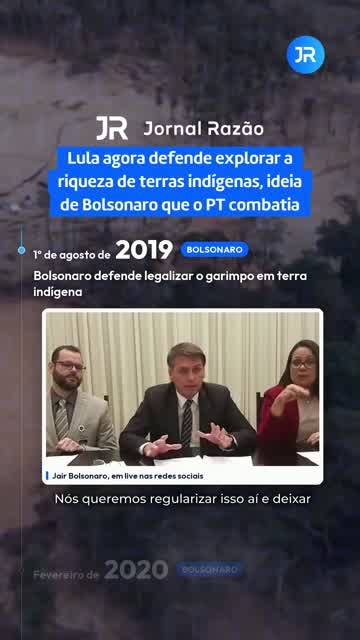 JR
JR Jornal Razão
Lula agora defende explorar a
riqueza de terras indígenas, ideia
de Bolsonaro que o PT combatia
1º de agosto de 2019 BOLSONARO
Bolsonaro defende legalizar o garimpo em terra
indígena
Jair Bolsonaro, em live nas redes sociais
Nós queremos regularizar isso aí e deixar
Fevereiro de 2020 BOLSONARO